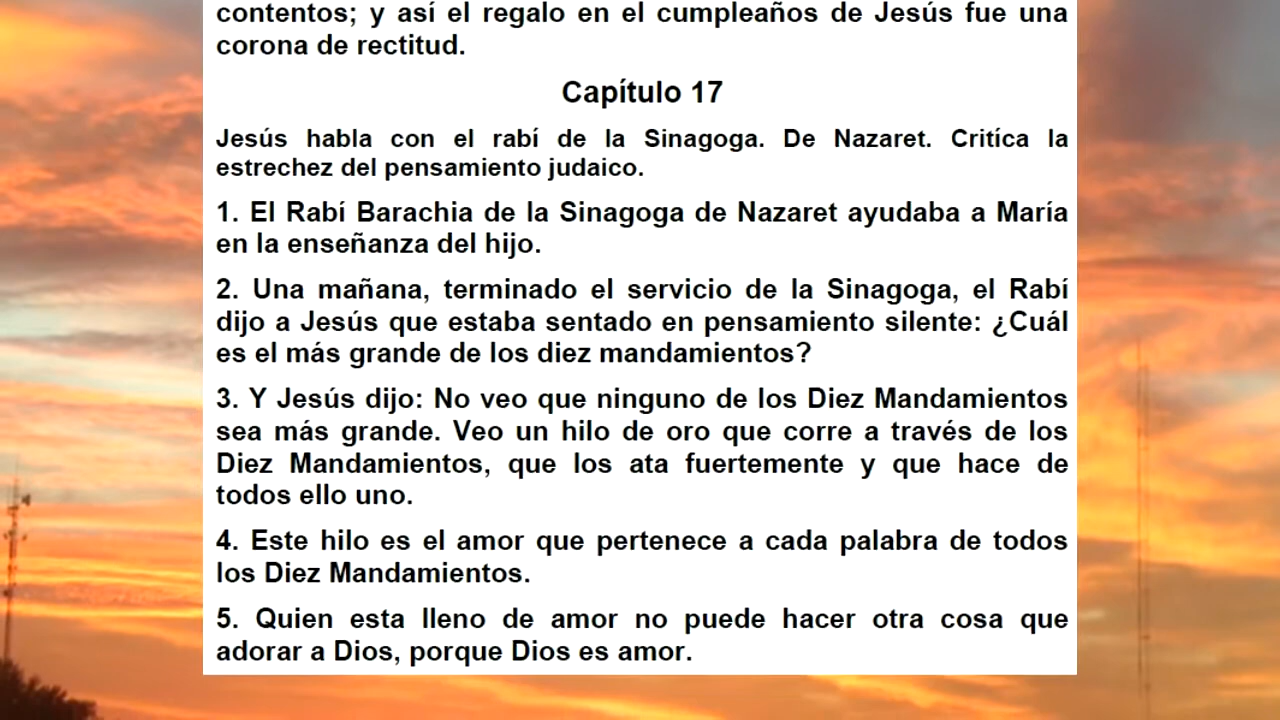 contentos; y así el regalo en el cumpleaños de Jesús fue una
corona de rectitud.
Capítulo 17
Jesús habla con el rabí de la Sinagoga. De Nazaret. Critíca la
estrechez del pensamiento judaico.
1. El Rabí Barachia de la Sinagoga de Nazaret ayudaba a María
en la enseñanza del hijo.
2. Una mañana, terminado el servicio de la Sinagoga, el Rabí
dijo a Jesús que estaba sentado en pensamiento silente: ¿Cuál
es el más grande de los diez mandamientos?
3. Y Jesús dijo: No veo que ninguno de los Diez Mandamientos
sea más grande. Veo un hilo de oro que corre a través de los
Diez Mandamientos, que los ata fuertemente y que hace de
todos ello uno.
4. Este hilo es el amor que pertenece a cada palabra de todos
los Diez Mandamientos.
5. Quien esta lleno de amor no puede hacer otra cosa que
adorar a Dios, porque Dios es amor.